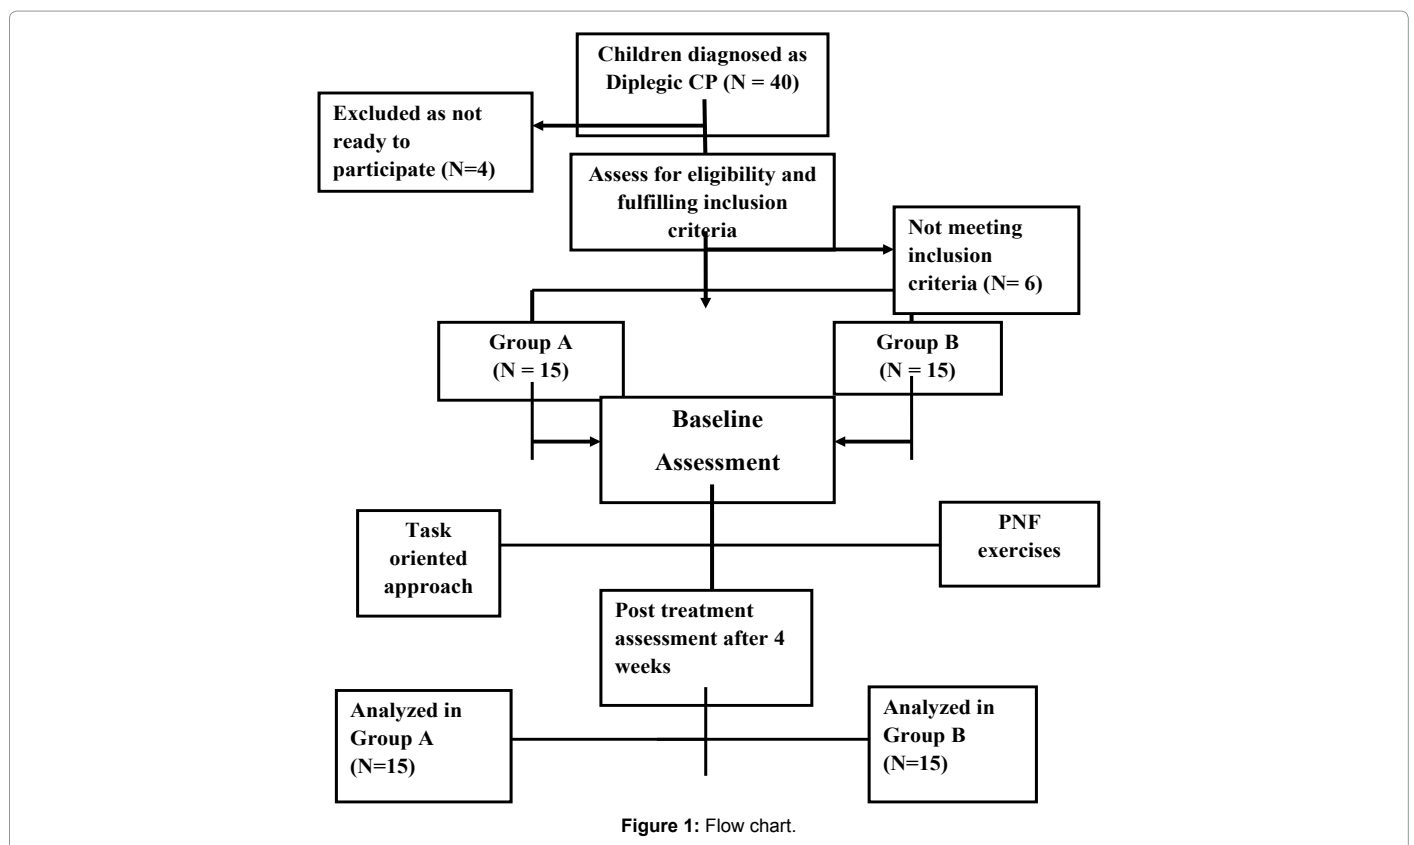 Children diagnosed as
Diplegic CP (N = 40)
Excluded as not
ready to
participate (N=4)
Assess for eligibility and
fulfilling inclusion
criteria
Not meeting
inclusion
criteria (N= 6)
Group A
(N = 15)
Group B
(N = 15)
Baseline
Assessment
Task
oriented
approach
PNF
exercises
Post treatment
assessment after 4
weeks
Analyzed in
Group A
(N=15)
Analyzed in
Group B
(N=15)
Figure 1: Flow chart.